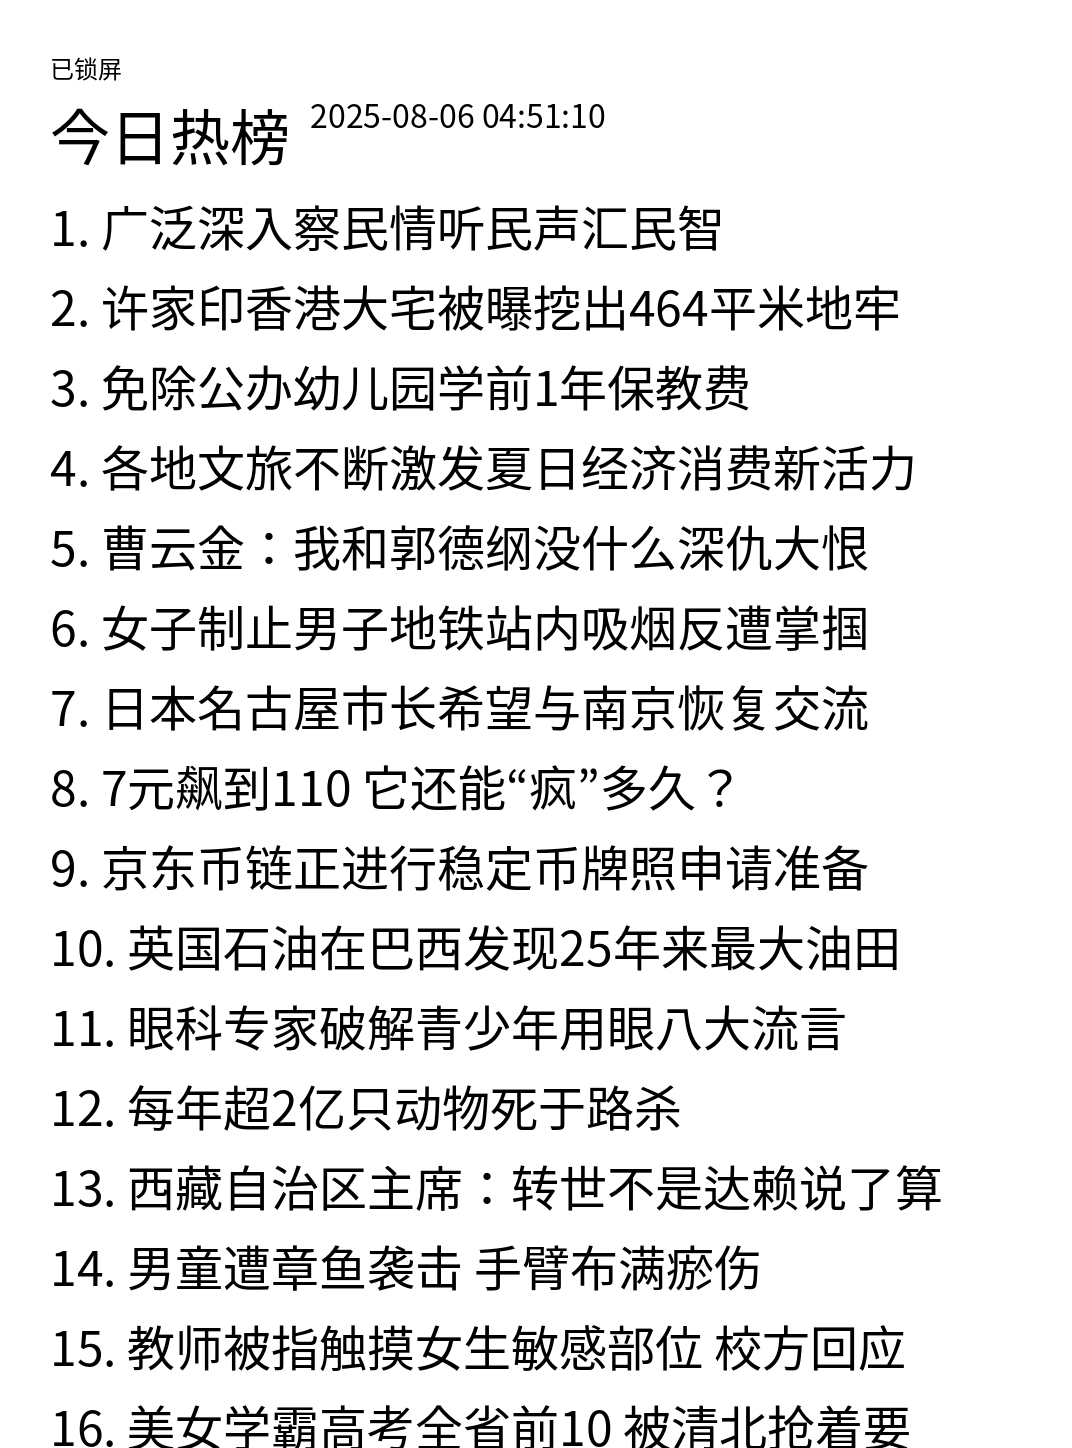 已锁屏
今日热榜 2025-08-06 04:51:10
1. 广泛深入察民情听民声汇民智
2. 许家印香港大宅被曝挖出464平米地牢
3. 免除公办幼儿园学前1年保教费
4. 各地文旅不断激发夏日经济消费新活力
5. 曹云金：我和郭德纲没什么深仇大恨
6. 女子制止男子地铁站内吸烟反遭掌掴
7. 日本名古屋市长希望与南京恢复交流
8. 7元飙到110 它还能“疯”多久？
9. 京东币链正进行稳定币牌照申请准备
10. 英国石油在巴西发现25年来最大油田
11. 眼科专家破解青少年用眼八大流言
12. 每年超2亿只动物死于路杀
13. 西藏自治区主席：转世不是达赖说了算
14. 男童遭章鱼袭击 手臂布满瘀伤
15. 教师被指触摸女生敏感部位 校方回应
16. 美女学霸高考全省前10 被清北抢着要